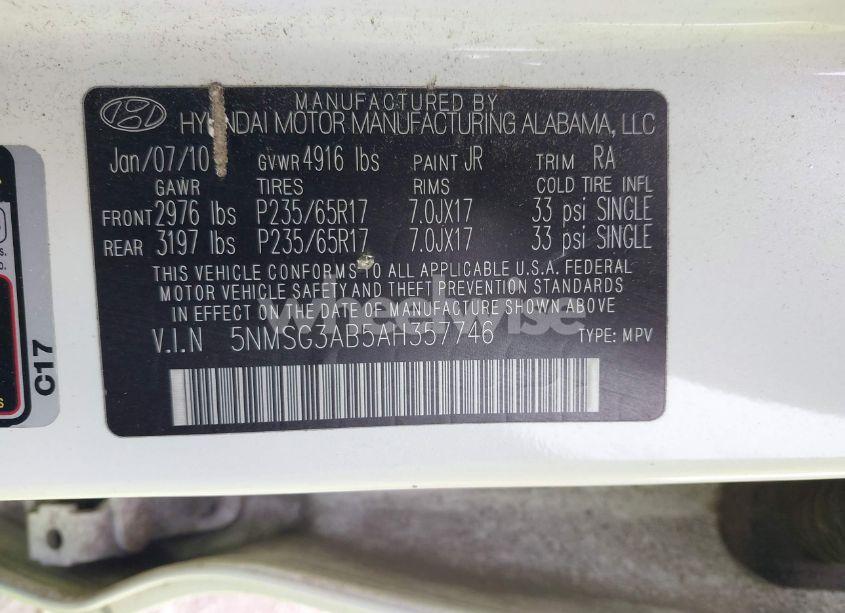 MANUFACTURED BY
HYUNDAI MOTOR MANUFACTURING ALABAMA, LLC
Jan/07/10 GVWR 4916 lbs PAINT JR TRIM RA
GAWR TIRES RIMS COLD TIRE INFL
FRONT 2976 lbs P235/65R17 7.0JX17 33 psi SINGLE
REAR 3197 lbs P235/65R17 7.0JX17 33 psi SINGLE
THIS VEHICLE CONFORMS TO ALL APPLICABLE U.S.A. FEDERAL
MOTOR VEHICLE SAFETY AND THEFT PREVENTION STANDARDS
IN EFFECT ON THE DATE OF MANUFACTURE SHOWN ABOVE
V.I.N 5NMSG3AB5AH357746 TYPE: MPV
wheelwise
C17